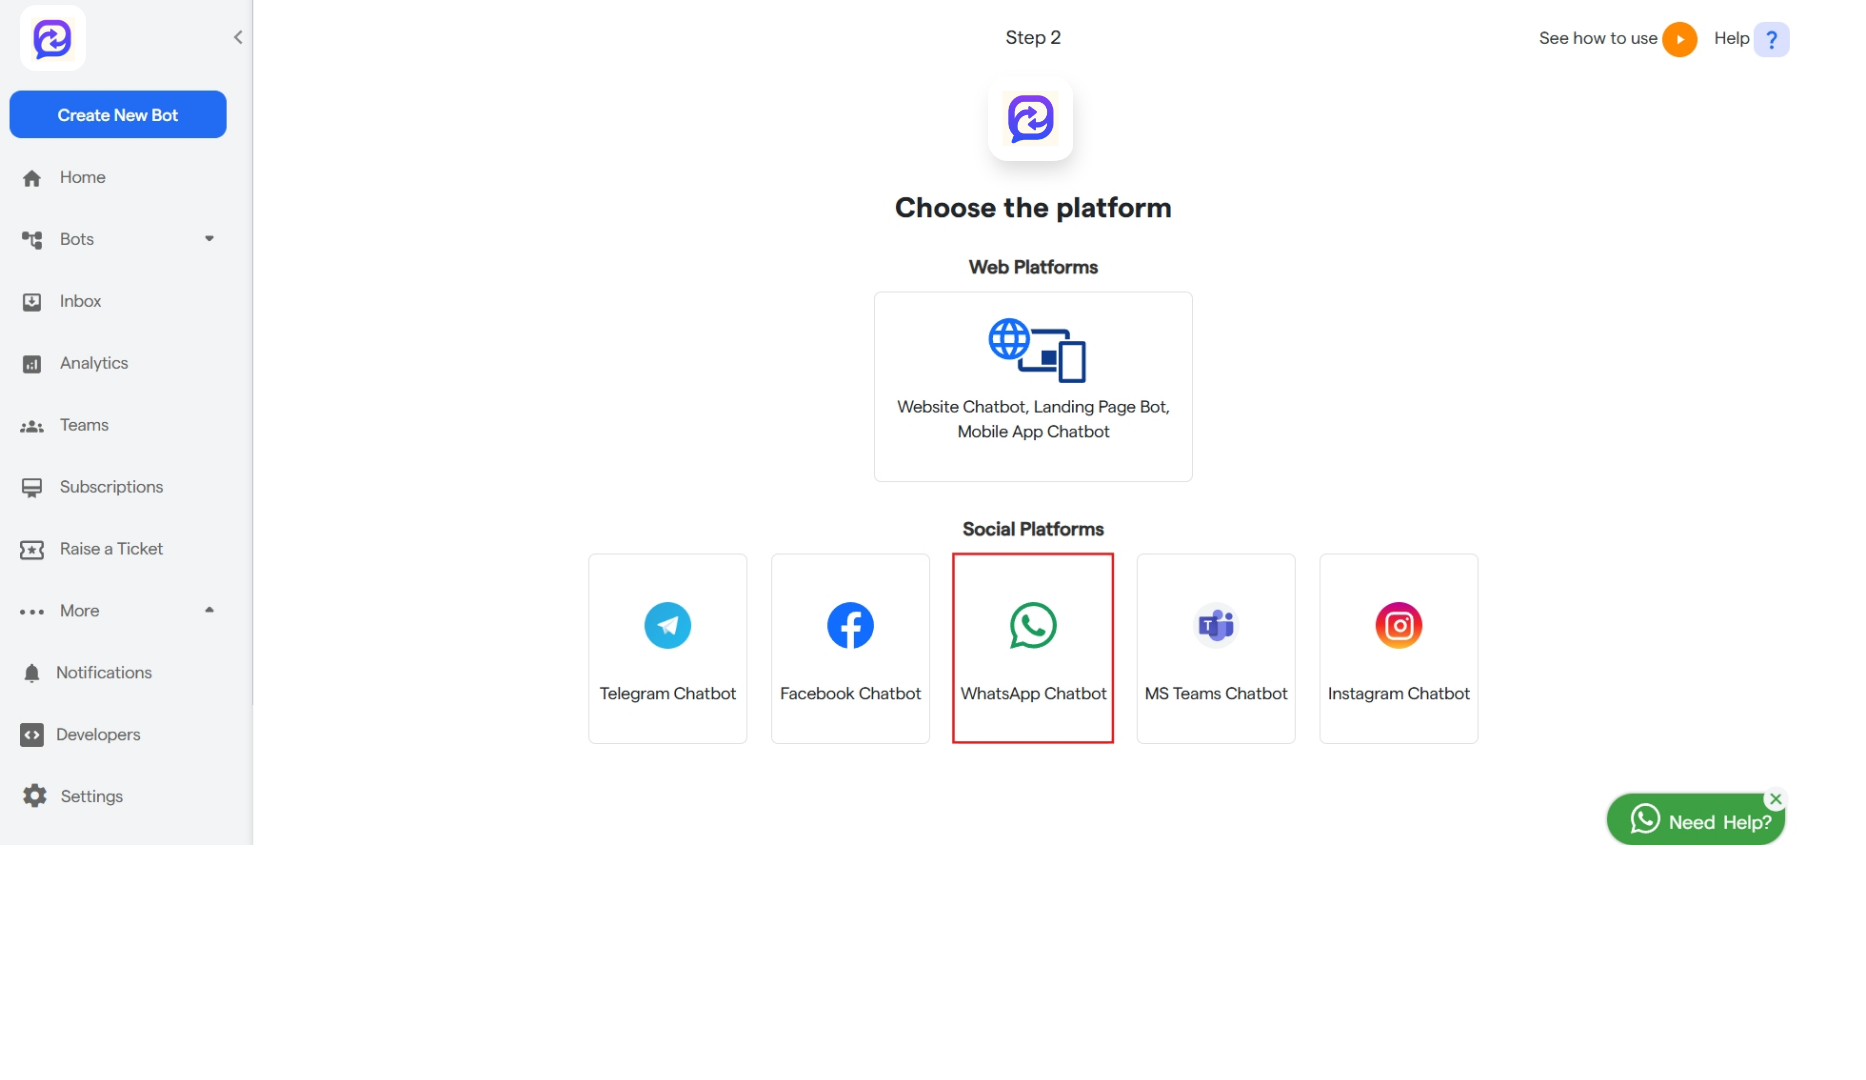 Step 2
See how to use
Help ?
Create New Bot
Home
Bots
Inbox
Analytics
Teams
Subscriptions
Raise a Ticket
More
Notifications
Developers
Settings
Choose the platform
Web Platforms
Website Chatbot, Landing Page Bot,
Mobile App Chatbot
Social Platforms
Telegram Chatbot
Facebook Chatbot
WhatsApp Chatbot
T
MS Teams Chatbot
Instagram Chatbot
Need Help?